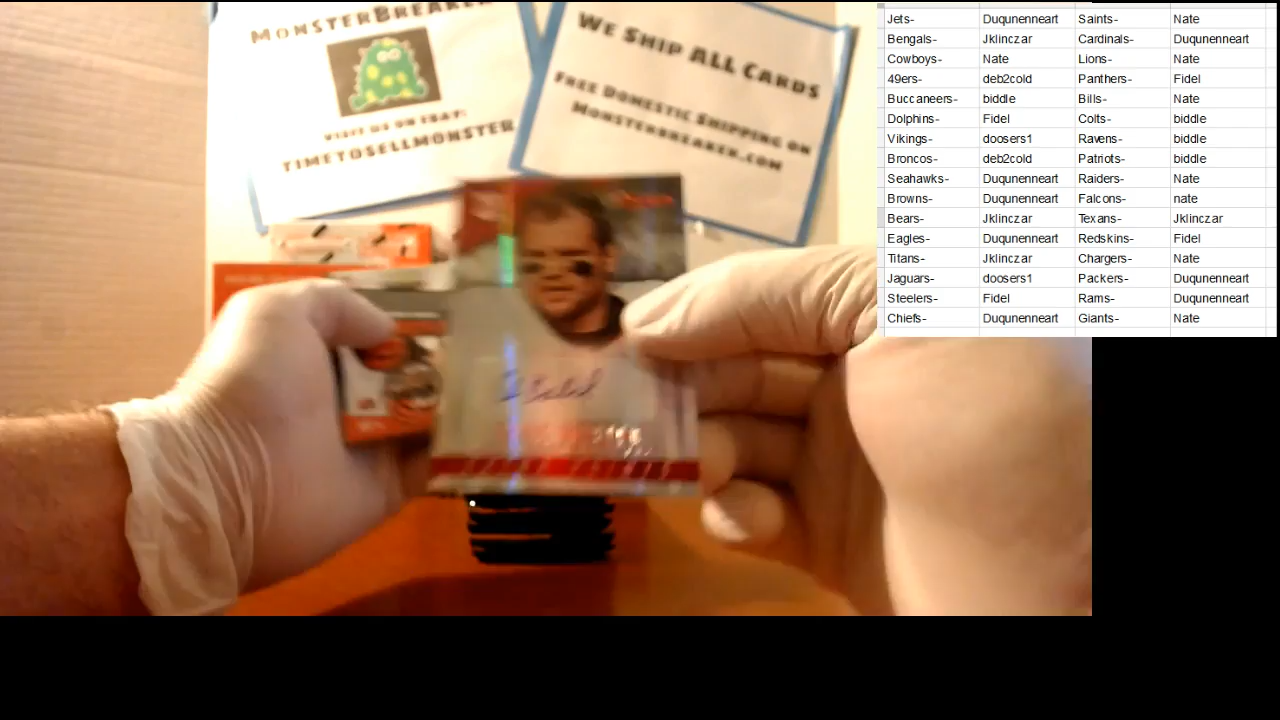 MONSTERBREAKER
VISIT US ON EBAY:
TIMETOSELLMONSTER
WE SHIP ALL CARDS
FREE DOMESTIC SHIPPING ON
MONSTERBREAKER.COM
Jets- Duqunenneart Saints- Nate
Bengals- Jklinczar Cardinals- Duqunenneart
Cowboys- Nate Lions- Nate
49ers- deb2cold Panthers- Fidel
Buccaneers- biddle Bills- Nate
Dolphins- Fidel Colts- biddle
Vikings- doosers1 Ravens- biddle
Broncos- deb2cold Patriots- biddle
Seahawks- Duqunenneart Raiders- Nate
Browns- Duqunenneart Falcons- nate
Bears- Jklinczar Texans- Jklinczar
Eagles- Duqunenneart Redskins- Fidel
Titans- Jklinczar Chargers- Nate
Jaguars- doosers1 Packers- Duqunenneart
Steelers- Fidel Rams- Duqunenneart
Chiefs- Duqunenneart Giants- Nate